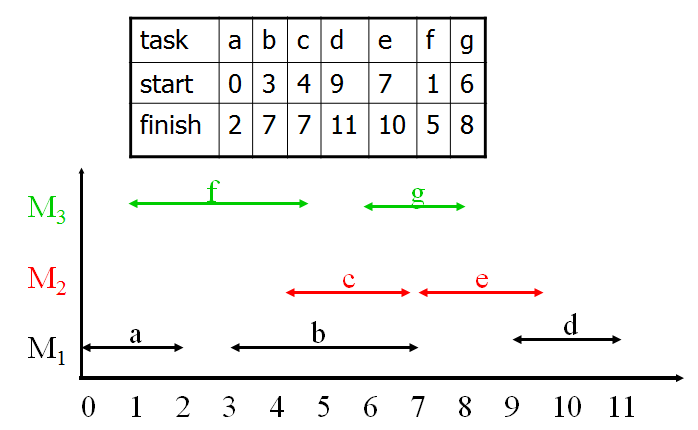 task a b c d e f g
start 0 3 4 9 7 1 6
finish 2 7 7 11 10 5 8
f g
M3
c e
M2
a b d
M1
0 1 2 3 4 5 6 7 8 9 10 11